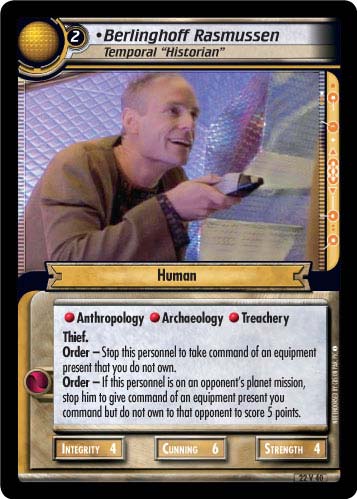 2
•Berlinghoff Rasmussen
Temporal “Historian”
Human
Anthropology Archaeology Treachery
Thief.
Order – Stop this personnel to take command of an equipment
present that you do not own.
Order – If this personnel is on an opponent's planet mission,
stop him to give command of an equipment present you
command but do not own to that opponent to score 5 points.
INTEGRITY 4 CUNNING 6 STRENGTH 4
22 V 40